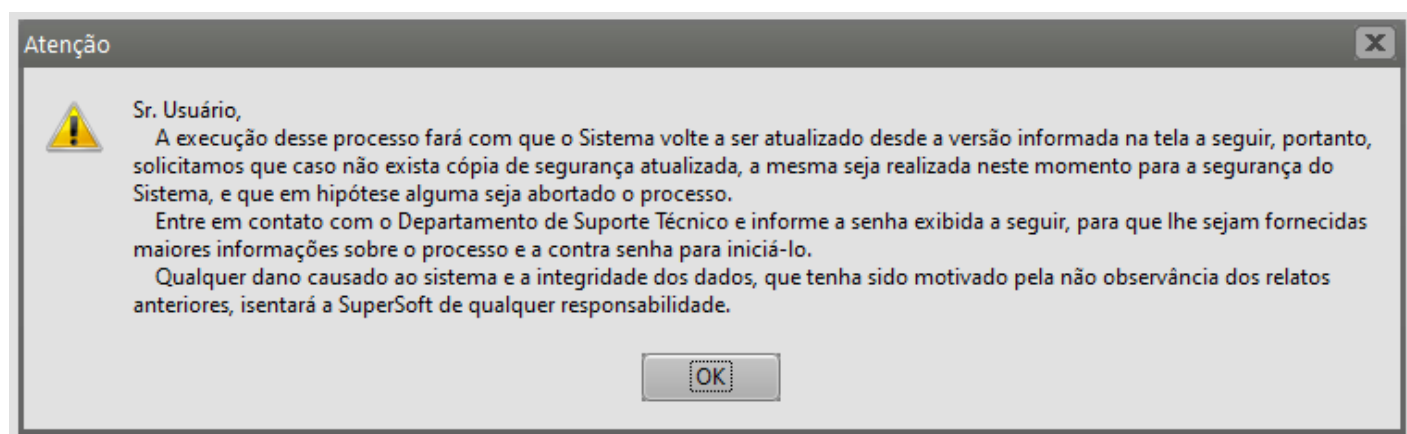 Atenção
Sr. Usuário,
A execução desse processo fará com que o Sistema volte a ser atualizado desde a versão informada na tela a seguir, portanto,
solicitamos que caso não exista cópia de segurança atualizada, a mesma seja realizada neste momento para a segurança do
Sistema, e que em hipótese alguma seja abortado o processo.
Entre em contato com o Departamento de Suporte Técnico e informe a senha exibida a seguir, para que lhe sejam fornecidas
maiores informações sobre o processo e a contra senha para iniciá-lo.
Qualquer dano causado ao sistema e a integridade dos dados, que tenha sido motivado pela não observância dos relatos
anteriores, isentará a SuperSoft de qualquer responsabilidade.
OK